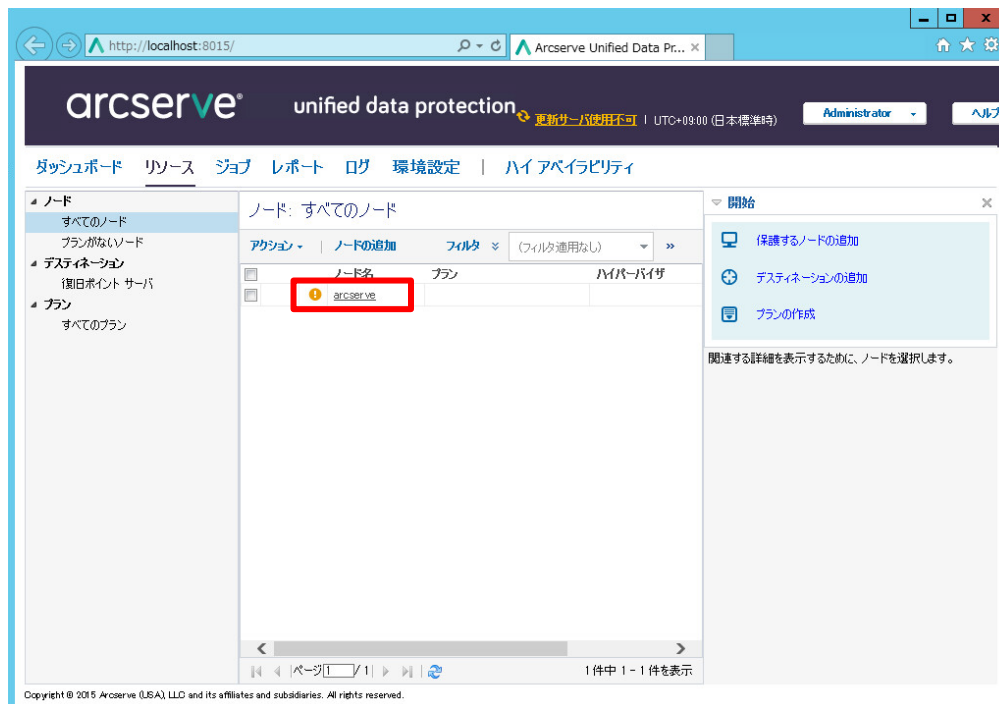 http://localhost:8015/
Arcserve Unified Data Pr...
arcserve®
unified data protection
更新サーバ使用不可 | UTC+09:00 (日本標準時)
Administrator
ダッシュボード リソース ジョブ レポート ログ 環境設定 | ハイ アベイラビリティ
ノード
すべてのノード
プランがないノード
デスティネーション
復旧ポイント サーバ
プラン
すべてのプラン
ノード: すべてのノード
アクション | ノードの追加 フィルタ (フィルタ適用なし) »
ノード名 プラン ハイパーバイザ
arcserve
ページ 1 / 1
1 件中 1 - 1 件を表示
開始
保護するノードの追加
デスティネーションの追加
プランの作成
関連する詳細を表示するために、ノードを選択します。
Copyright © 2015 Arcserve (USA), LLC and its affiliates and subsidiaries. All rights reserved.